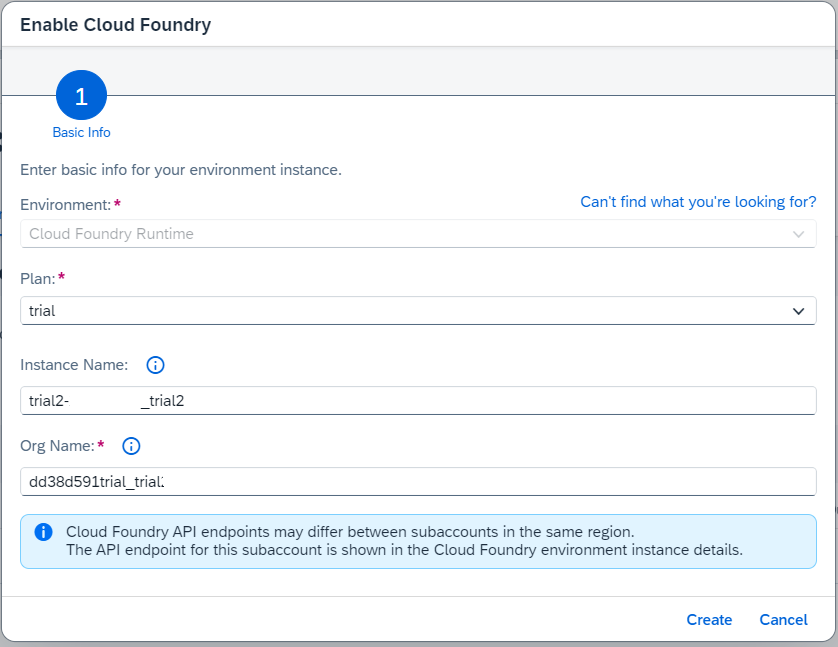 Enable Cloud Foundry
1
Basic Info
Enter basic info for your environment instance.
Environment:*
Can't find what you're looking for?
Cloud Foundry Runtime
Plan:*
trial
Instance Name:
trial2- _trial2
Org Name:*
Cloud Foundry API endpoints may differ between subaccounts in the same region.
The API endpoint for this subaccount is shown in the Cloud Foundry environment instance details.
Create Cancel